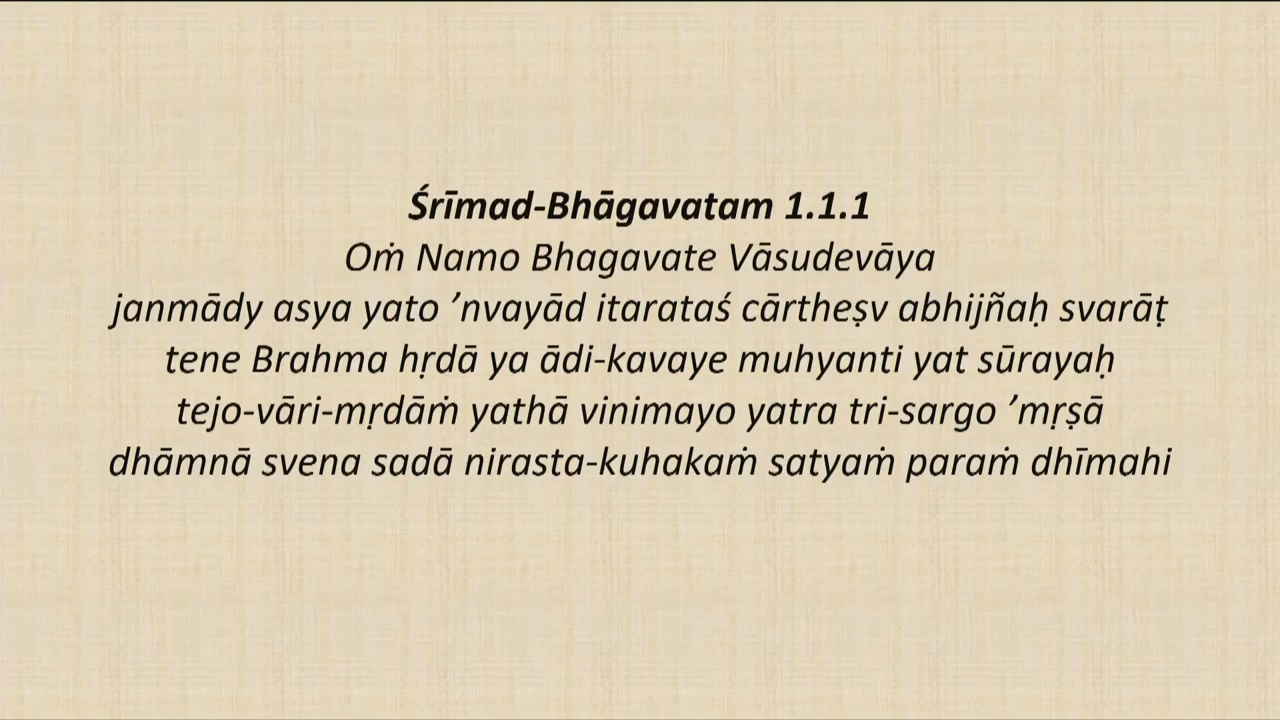 Śrīmad-Bhāgavatam 1.1.1
Oṁ Namo Bhagavate Vāsudevāya
janmādy asya yato ’nvayād itarataś cārtheṣv abhijñaḥ svarāṭ
tene Brahma hṛdā ya ādi-kavaye muhyanti yat sūrayaḥ
tejo-vāri-mṛdāṁ yathā vinimayo yatra tri-sargo ’mṛṣā
dhāmnā svena sadā nirasta-kuhakaṁ satyaṁ paraṁ dhīmahi